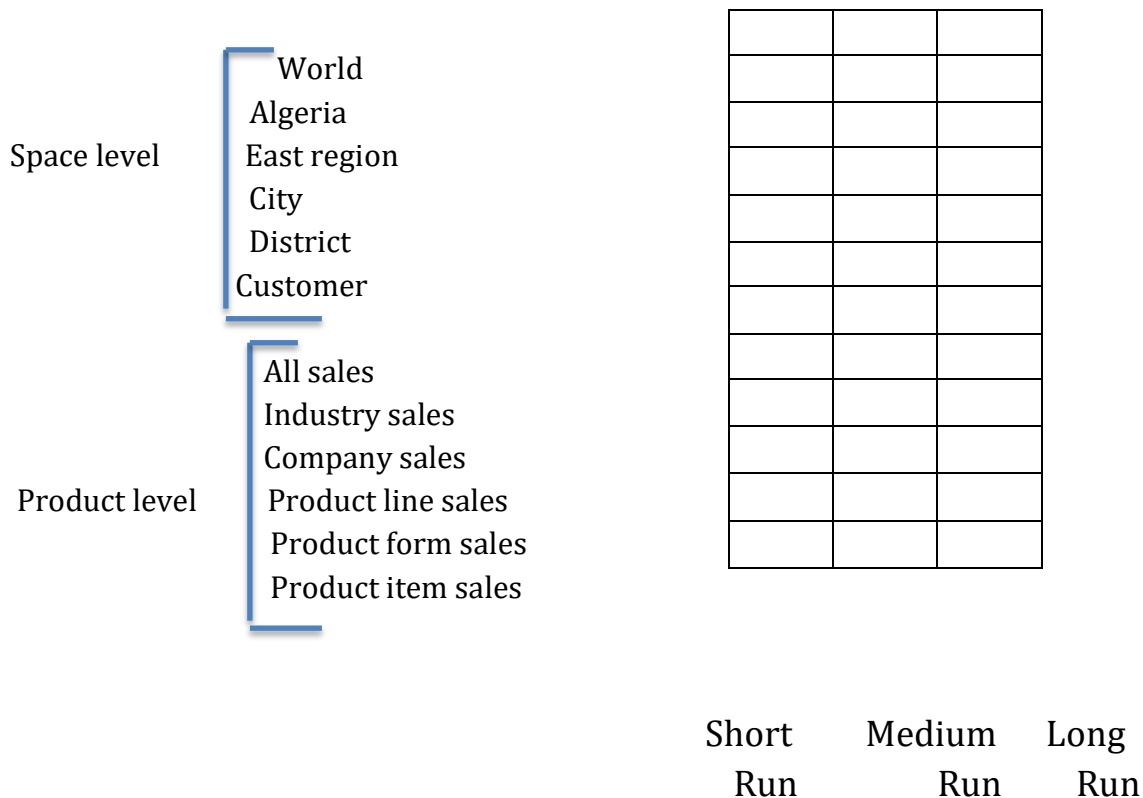 World
Algeria
Space level East region
City
District
Customer
All sales
Industry sales
Company sales
Product level Product line sales
Product form sales
Product item sales
Short Medium Long
Run Run Run